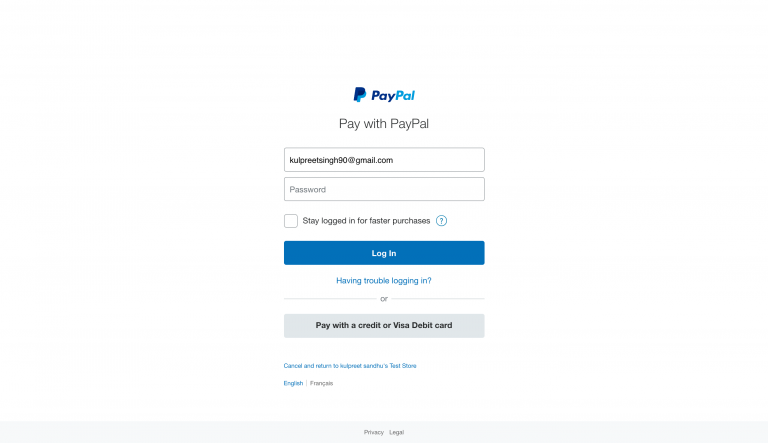 PayPal
Pay with PayPal
kulpreetsingh90@gmail.com
Password
Stay logged in for faster purchases ?
Log In
Having trouble logging in?
or
Pay with a credit or Visa Debit card
Cancel and return to kulpreet sandhu's Test Store
English | Français
Privacy Legal